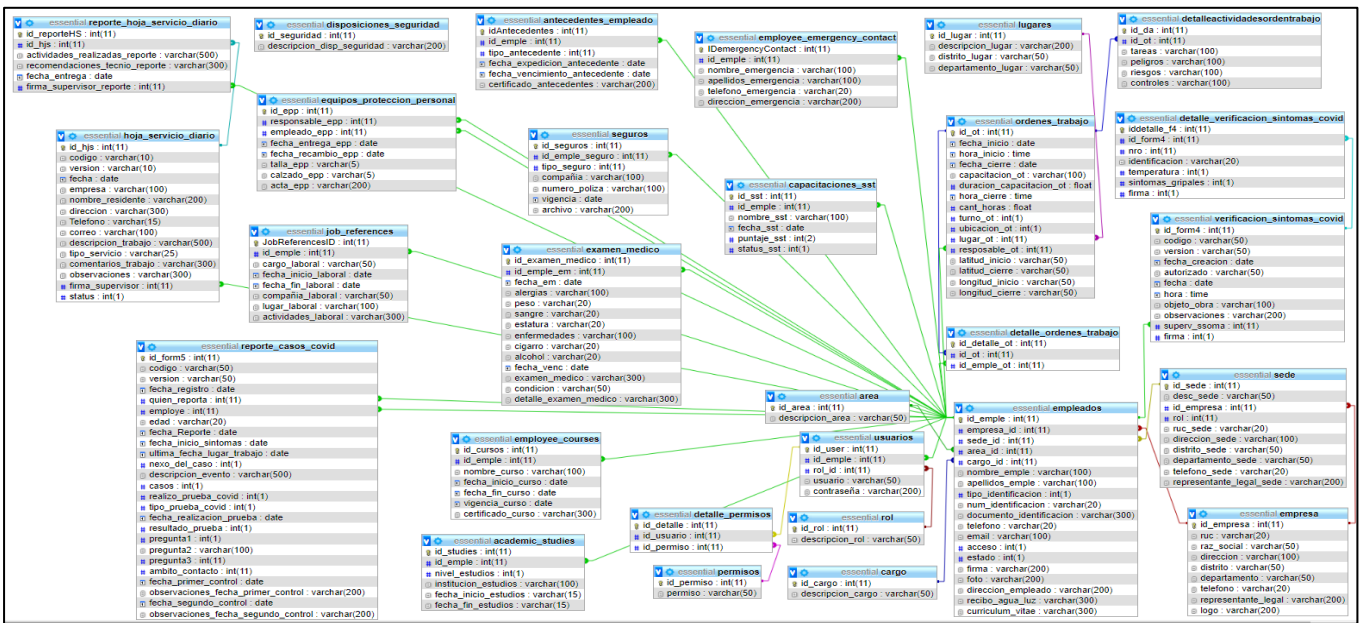 essential reporte_hoja_servicio_diario
id_reporteHS : int(11)
id_hjs : int(11)
actividades_realizadas_reporte : varchar(500)
recomendaciones_tecnio_reporte : varchar(300)
fecha_entrega : date
firma_supervisor_reporte : int(11)
essential disposiciones_seguridad
id_seguridad : int(11)
descripcion_disp_seguridad : varchar(200)
essential antecedentes_empleado
idAntecedentes : int(11)
id_emple : int(11)
tipo_antecedente : int(11)
fecha_expedicion_antecedente : date
fecha_vencimiento_antecedente : date
certificado_antecedentes : varchar(200)
essential employee_emergency_contact
IDemergencyContact : int(11)
id_emple : int(11)
nombre_emergencia : varchar(100)
apellidos_emergencia : varchar(100)
telefono_emergencia : varchar(20)
direccion_emergencia : varchar(200)
essential lugares
id_lugar : int(11)
descripcion_lugar : varchar(200)
distrito_lugar : varchar(50)
departamento_lugar : varchar(50)
essential detalleactividadesordentrabajo
id_da : int(11)
id_ot : int(11)
tareas : varchar(100)
peligros : varchar(100)
riesgos : varchar(100)
controles : varchar(100)
essential equipos_proteccion_personal
id_epp : int(11)
responsable_epp : int(11)
empleado_epp : int(11)
fecha_entrega_epp : date
fecha_recambio_epp : date
talla_epp : varchar(5)
calzado_epp : varchar(5)
acta_epp : varchar(200)
essential hoja_servicio_diario
id_hjs : int(11)
codigo : varchar(10)
version : varchar(10)
fecha : date
empresa : varchar(100)
nombre_residente : varchar(200)
direccion : varchar(300)
Telefono : varchar(15)
correo : varchar(100)
descripcion_trabajo : varchar(500)
tipo_servicio : varchar(25)
comentarios_trabajo : varchar(300)
observaciones : varchar(300)
firma_supervisor : int(11)
status : int(1)
essential seguros
id_seguros : int(11)
id_emple_seguro : int(11)
tipo_seguro : int(11)
compañia : varchar(100)
numero_poliza : varchar(100)
vigencia : date
archivo : varchar(200)
essential ordenes_trabajo
id_ot : int(11)
fecha_inicio : date
hora_inicio : time
fecha_cierre : date
capacitacion_ot : varchar(100)
duracion_capacitacion_ot : float
hora_cierre : time
cant_horas : float
turno_ot : int(1)
ubicacion_ot : int(1)
lugar_ot : int(11)
resposable_ot : int(11)
latitud_inicio : varchar(50)
latitud_cierre : varchar(50)
longitud_inicio : varchar(50)
longitud_cierre : varchar(50)
essential detalle_verificacion_sintomas_covid
iddetalle_f4 : int(11)
id_form4 : int(11)
nro : int(11)
identificacion : varchar(20)
temperatura : int(1)
sintomas_gripales : int(1)
firma : int(1)
essential capacitaciones_sst
id_sst : int(11)
id_emple : int(11)
nombre_sst : varchar(100)
fecha_sst : date
puntaje_sst : int(2)
status_sst : int(1)
essential verificacion_sintomas_covid
id_form4 : int(11)
codigo : varchar(50)
version : varchar(50)
fecha_creacion : date
autorizado : varchar(50)
fecha : date
hora : time
objeto_obra : varchar(100)
observaciones : varchar(200)
superv_ssoma : int(11)
firma : int(1)
essential job_references
JobReferencesID : int(11)
id_emple : int(11)
cargo_laboral : varchar(50)
fecha_inicio_laboral : date
fecha_fin_laboral : date
compañia_laboral : varchar(50)
lugar_laboral : varchar(100)
actividades_laboral : varchar(300)
essential examen_medico
id_examen_medico : int(11)
id_emple_em : int(11)
fecha_em : date
alergias : varchar(100)
peso : varchar(20)
sangre : varchar(20)
estatura : varchar(20)
enfermedades : varchar(100)
cigarro : varchar(20)
alcohol : varchar(20)
fecha_venc : date
examen_medico : varchar(300)
condicion : varchar(50)
detalle_examen_medico : varchar(300)
essential detalle_ordenes_trabajo
id_detalle_ot : int(11)
id_ot : int(11)
id_emple_ot : int(11)
essential reporte_casos_covid
id_form5 : int(11)
codigo : varchar(50)
version : varchar(50)
fecha_registro : date
quien_reporta : int(11)
employe : int(11)
edad : varchar(20)
fecha_Reporte : date
fecha_inicio_sintomas : date
ultima_fecha_lugar_trabajo : date
nexo_del_caso : int(1)
descripcion_evento : varchar(500)
casos : int(1)
realizo_prueba_covid : int(1)
tipo_prueba_covid : int(1)
fecha_realizacion_prueba : date
resultado_prueba : int(1)
pregunta1 : int(1)
pregunta2 : varchar(100)
pregunta3 : int(11)
ambito_contacto : int(11)
fecha_primer_control : date
observaciones_fecha_primer_control : varchar(200)
fecha_segundo_control : date
observaciones_fecha_segundo_control : varchar(200)
essential area
id_area : int(11)
descripcion_area : varchar(50)
essential sede
id_sede : int(11)
desc_sede : varchar(50)
id_empresa : int(11)
rol : int(11)
ruc_sede : varchar(20)
direccion_sede : varchar(100)
distrito_sede : varchar(50)
departamento_sede : varchar(50)
telefono_sede : varchar(20)
representante_legal_sede : varchar(200)
essential empleados
id_emple : int(11)
empresa_id : int(11)
sede_id : int(11)
area_id : int(11)
cargo_id : int(11)
nombre_emple : varchar(100)
apellidos_emple : varchar(100)
tipo_identificacion : int(1)
num_identificacion : varchar(20)
documento_identificacion : varchar(300)
telefono : varchar(20)
email : varchar(100)
acceso : int(1)
estado : int(1)
firma : varchar(200)
foto : varchar(200)
direccion_empleado : varchar(200)
recibo_agua_luz : varchar(300)
curriculum_vitae : varchar(300)
essential employee_courses
id_cursos : int(11)
id_emple : int(11)
nombre_curso : varchar(100)
fecha_inicio_curso : date
fecha_fin_curso : date
vigencia_curso : date
certificado_curso : varchar(300)
essential usuarios
id_user : int(11)
id_emple : int(11)
rol_id : int(11)
usuario : varchar(50)
contraseña : varchar(200)
essential detalle_permisos
id_detalle : int(11)
id_usuario : int(11)
id_permiso : int(11)
essential rol
id_rol : int(11)
descripcion_rol : varchar(50)
essential empresa
id_empresa : int(11)
ruc : varchar(20)
raz_social : varchar(50)
direccion : varchar(100)
distrito : varchar(50)
departamento : varchar(50)
telefono : varchar(20)
representante_legal : varchar(200)
logo : varchar(200)
essential academic_studies
id_studies : int(11)
id_emple : int(11)
nivel_estudios : int(1)
institucion_estudios : varchar(100)
fecha_inicio_estudios : varchar(15)
fecha_fin_estudios : varchar(15)
essential permisos
id_permiso : int(11)
permiso : varchar(50)
essential cargo
id_cargo : int(11)
descripcion_cargo : varchar(50)